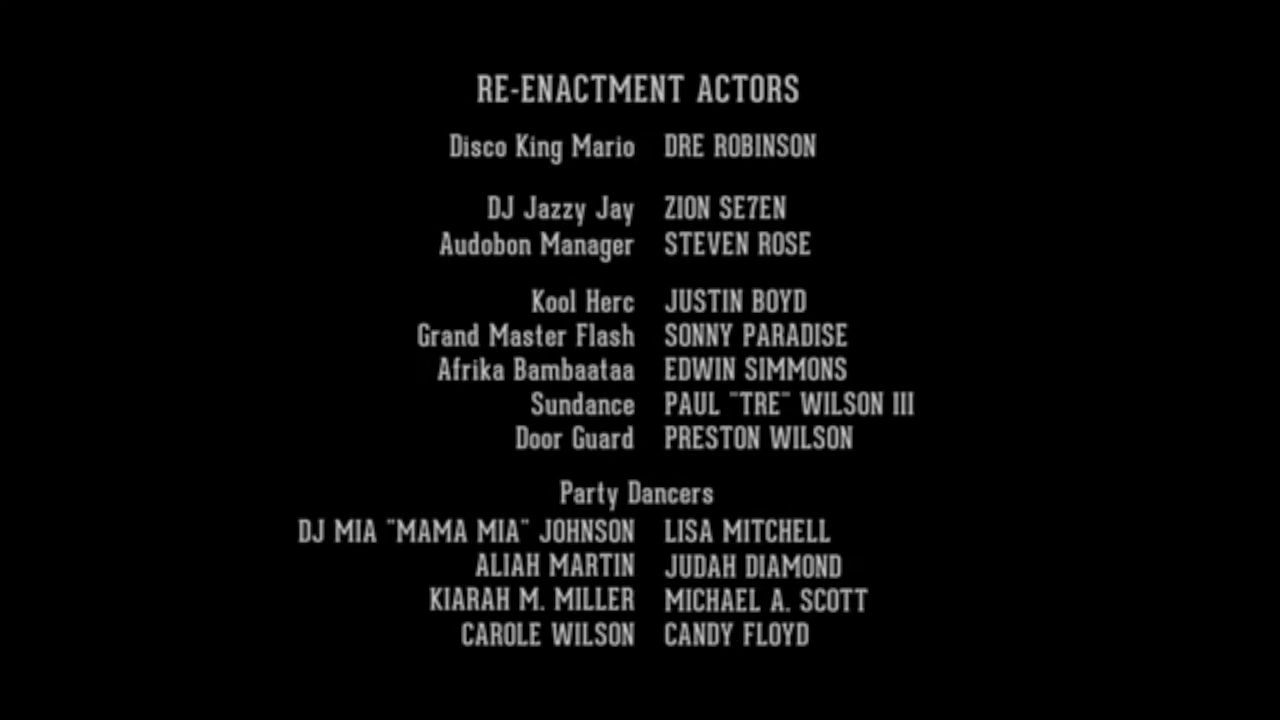 RE-ENACTMENT ACTORS
Disco King Mario DRE ROBINSON
DJ Jazzy Jay ZION SE7EN
Audobon Manager STEVEN ROSE
Kool Herc JUSTIN BOYD
Grand Master Flash SONNY PARADISE
Afrika Bambaataa EDWIN SIMMONS
Sundance PAUL "TRE" WILSON III
Door Guard PRESTON WILSON
Party Dancers
DJ MIA "MAMA MIA" JOHNSON LISA MITCHELL
ALIAH MARTIN JUDAH DIAMOND
KIARAH M. MILLER MICHAEL A. SCOTT
CAROLE WILSON CANDY FLOYD